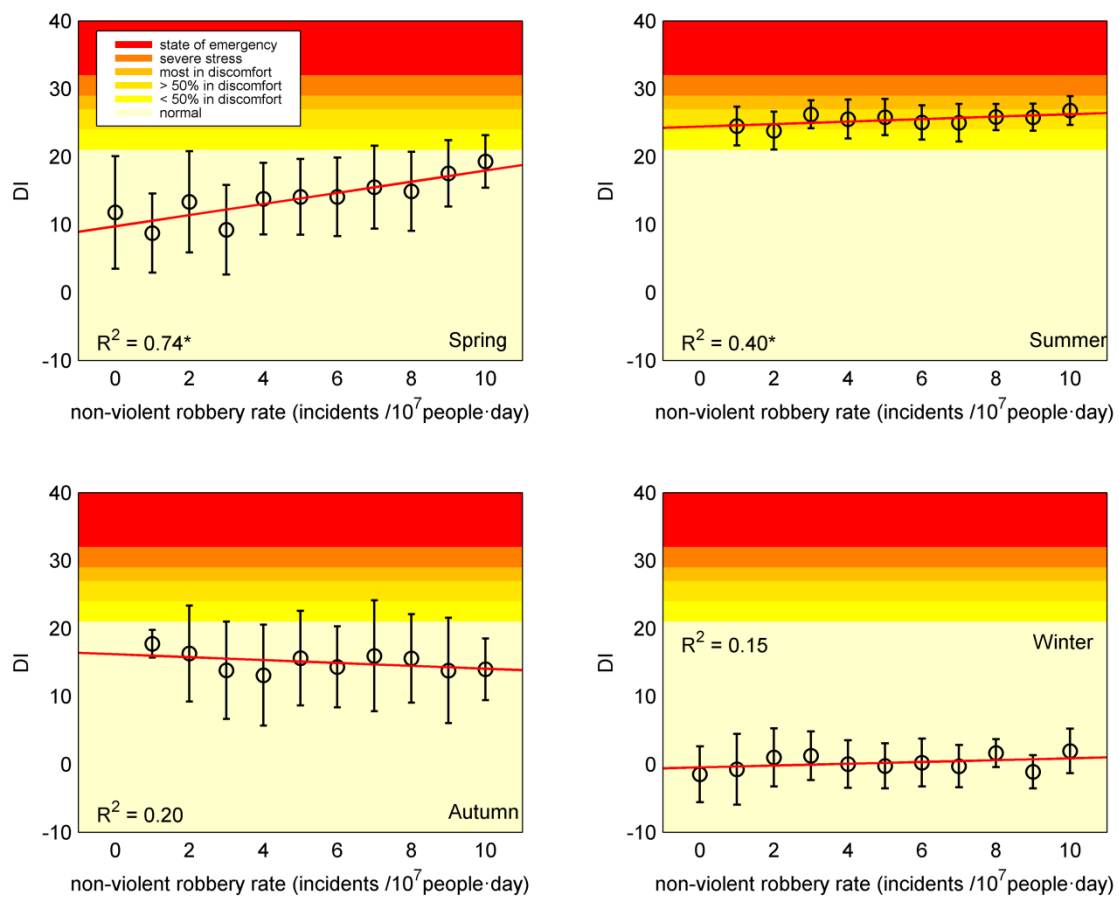 40
30
20
10
0
-10
DI
state of emergency
severe stress
most in discomfort
> 50% in discomfort
< 50% in discomfort
normal
R² = 0.74*
Spring
0 2 4 6 8 10
non-violent robbery rate (incidents /10⁷people·day)
40
30
20
10
0
-10
DI
R² = 0.40*
Summer
0 2 4 6 8 10
non-violent robbery rate (incidents /10⁷people·day)
40
30
20
10
0
-10
DI
R² = 0.20
Autumn
0 2 4 6 8 10
non-violent robbery rate (incidents /10⁷people·day)
40
30
20
10
0
-10
DI
R² = 0.15
Winter
0 2 4 6 8 10
non-violent robbery rate (incidents /10⁷people·day)